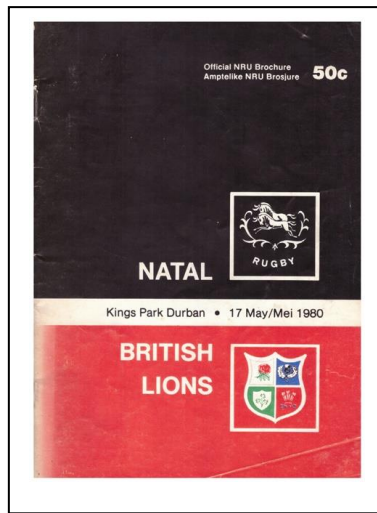 Official NRU Brochure
Amptelike NRU Brosjure
50c
RUGBY
NATAL
Kings Park Durban • 17 May/Mei 1980
BRITISH
LIONS